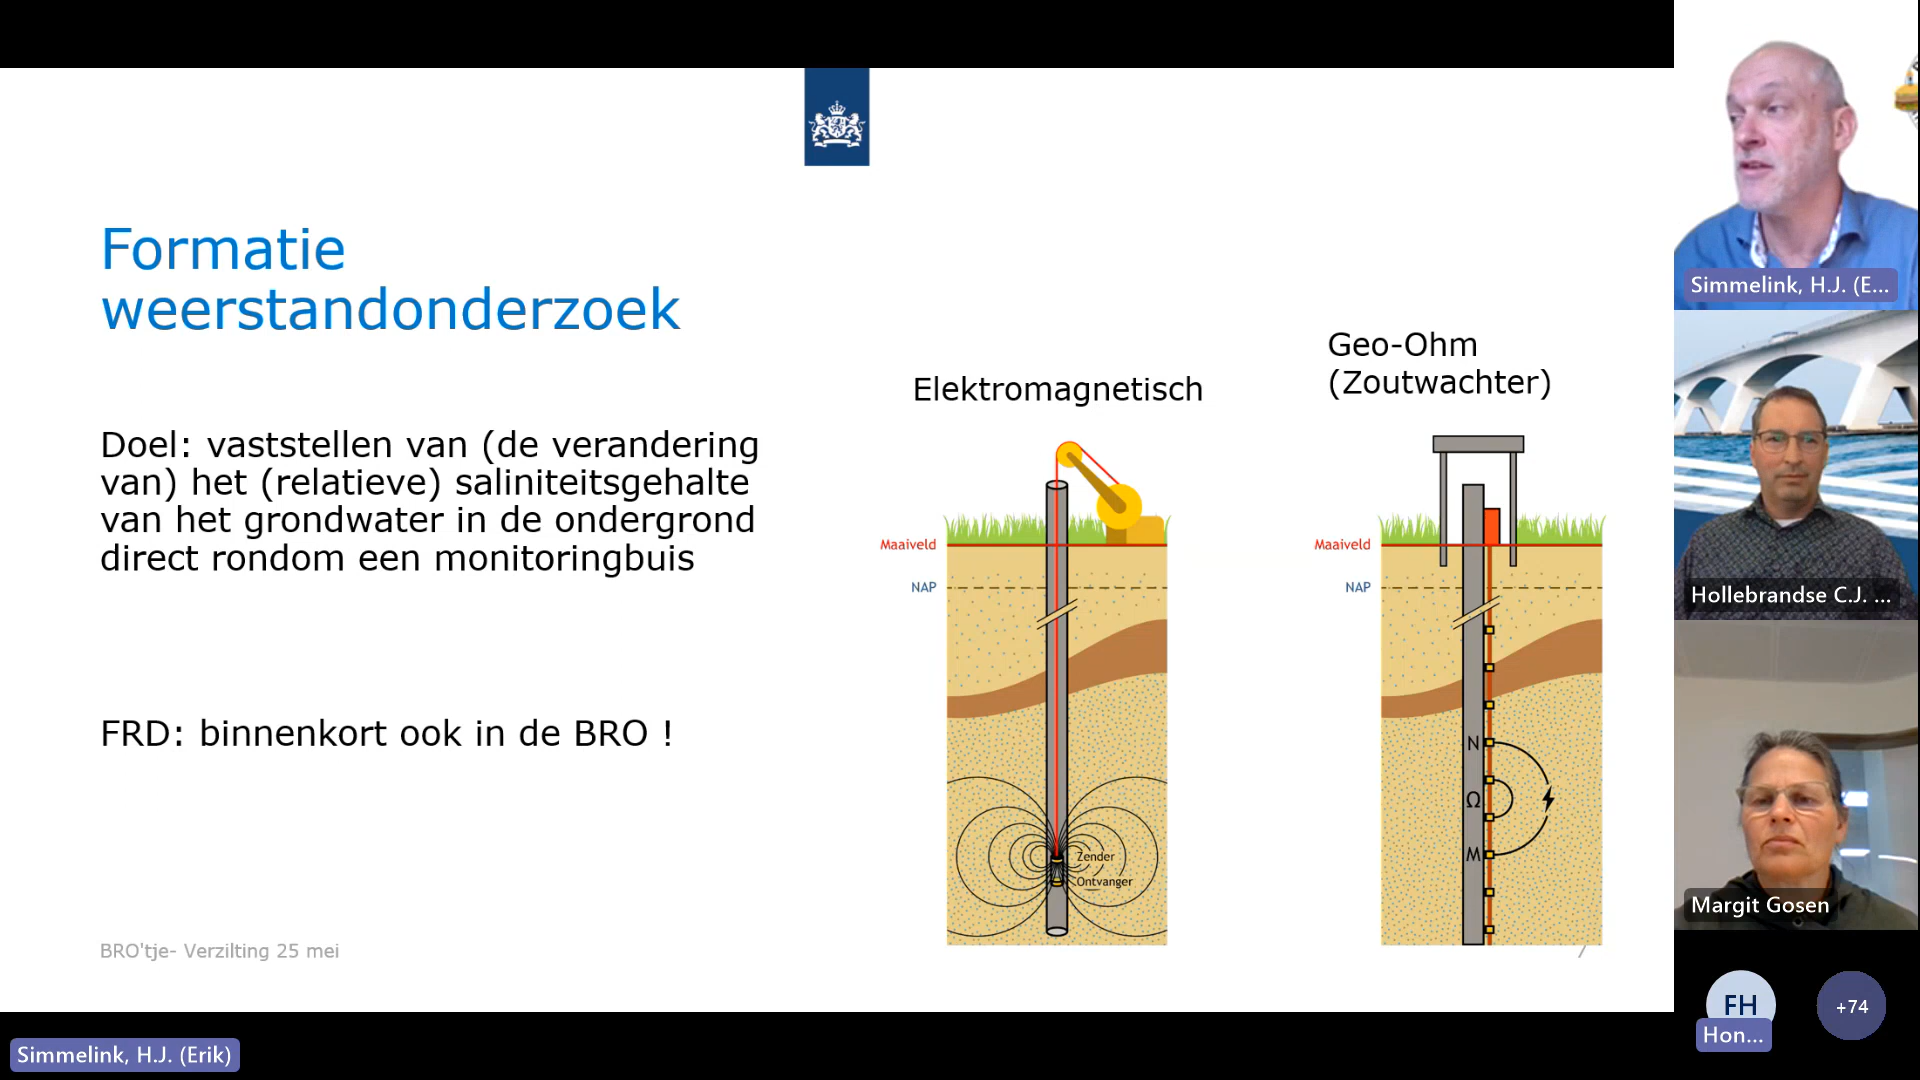 Formatie
weerstandonderzoek
Doel: vaststellen van (de verandering
van) het (relatieve) saliniteitsgehalte
van het grondwater in de ondergrond
direct rondom een monitoringbuis
FRD: binnenkort ook in de BRO !
Elektromagnetisch
Maaiveld
NAP
Zender
Ontvanger
Geo-Ohm
(Zoutwachter)
Maaiveld
NAP
N
Ω
M
BRO'tje- Verzilting 25 mei
7
Simmelink, H.J. (Erik)
Simmelink, H.J. (E...
Hollebrandse C.J. ...
Margit Gosen
FH
Hon...
+74